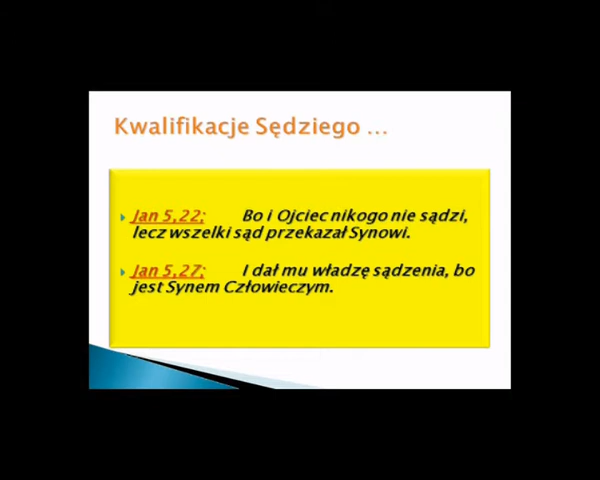 Kwalifikacje Sędziego ...
Jan 5,22; Bo i Ojciec nikogo nie sądzi,
lecz wszelki sąd przekazał Synowi.
Jan 5,27; I dał mu władzę sądzenia, bo
jest Synem Człowieczym.